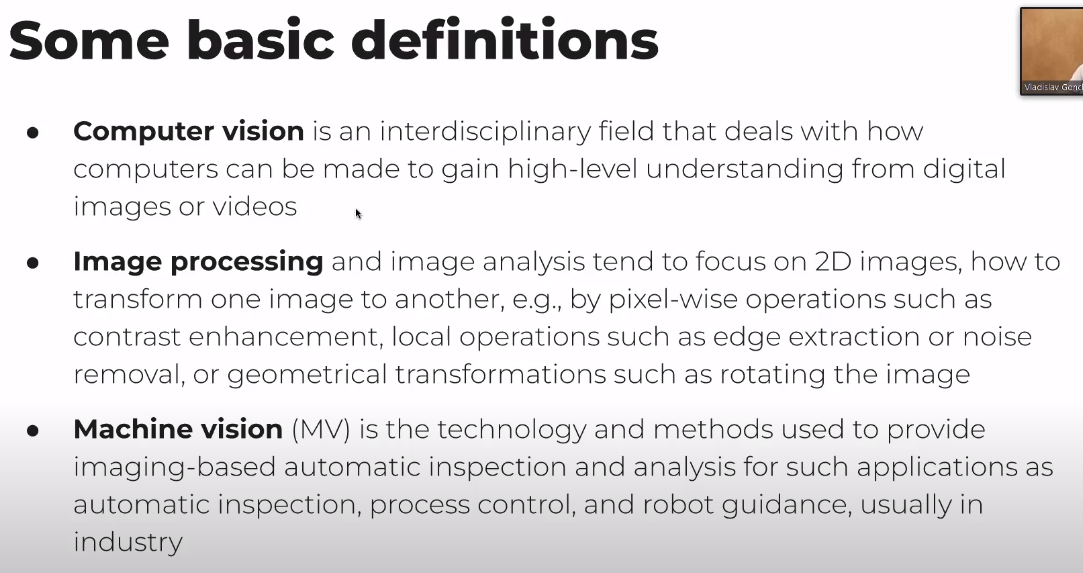 Some basic definitions
● Computer vision is an interdisciplinary field that deals with how
computers can be made to gain high-level understanding from digital
images or videos
● Image processing and image analysis tend to focus on 2D images, how to
transform one image to another, e.g., by pixel-wise operations such as
contrast enhancement, local operations such as edge extraction or noise
removal, or geometrical transformations such as rotating the image
● Machine vision (MV) is the technology and methods used to provide
imaging-based automatic inspection and analysis for such applications as
automatic inspection, process control, and robot guidance, usually in
industry
Vladislav